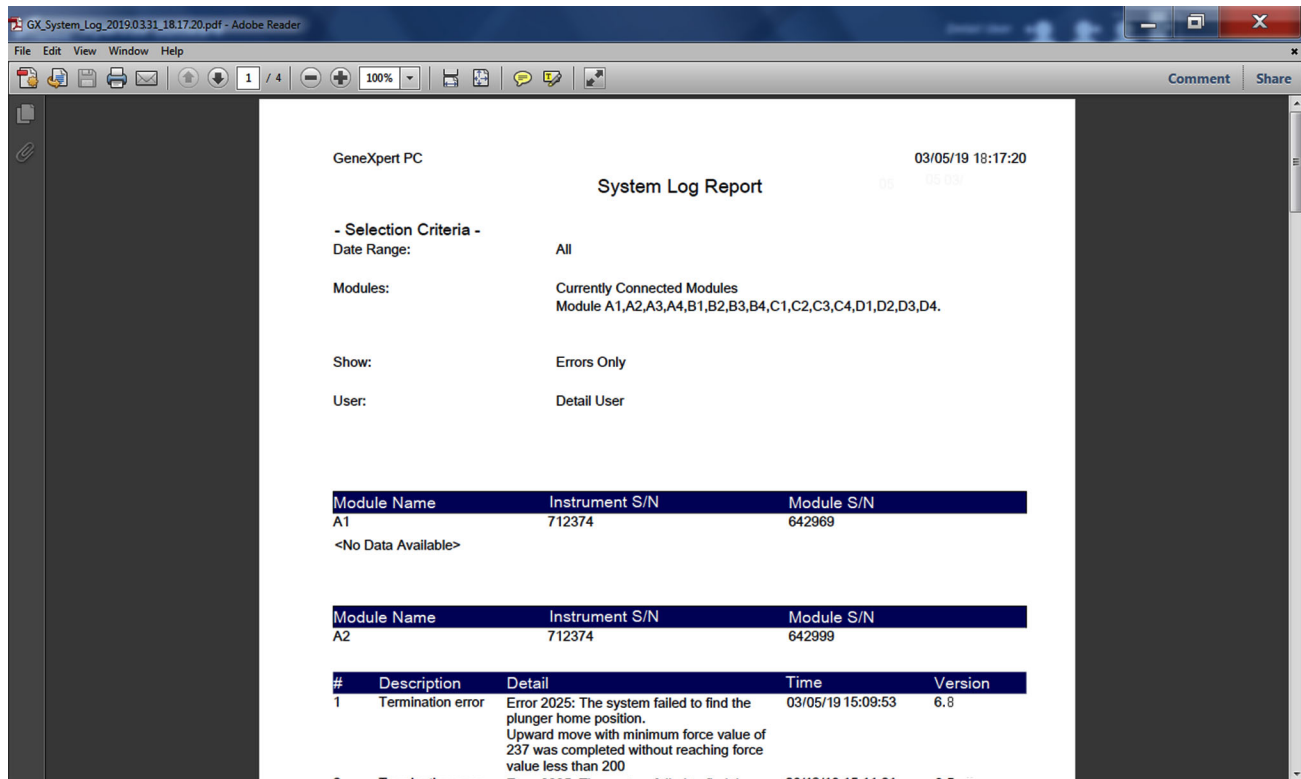 GX_System_Log_2019.03.31_18.17.20.pdf - Adobe Reader
File Edit View Window Help
1 / 4 100% Comment Share
GeneXpert PC 03/05/19 18:17:20
System Log Report
- Selection Criteria -
Date Range: All
Modules: Currently Connected Modules
Module A1,A2,A3,A4,B1,B2,B3,B4,C1,C2,C3,C4,D1,D2,D3,D4.
Show: Errors Only
User: Detail User
Module Name Instrument S/N Module S/N
A1 712374 642969
<No Data Available>
Module Name Instrument S/N Module S/N
A2 712374 642999
# Description Detail Time Version
1 Termination error Error 2025: The system failed to find the 03/05/19 15:09:53 6.8
plunger home position.
Upward move with minimum force value of
237 was completed without reaching force
value less than 200